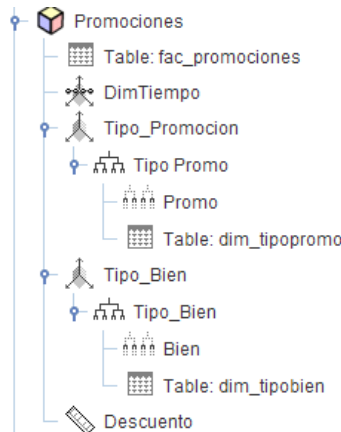 Promociones
Table: fac_promociones
DimTiempo
Tipo_Promocion
Tipo Promo
Promo
Table: dim_tipopromo
Tipo_Bien
Tipo_Bien
Bien
Table: dim_tipobien
Descuento